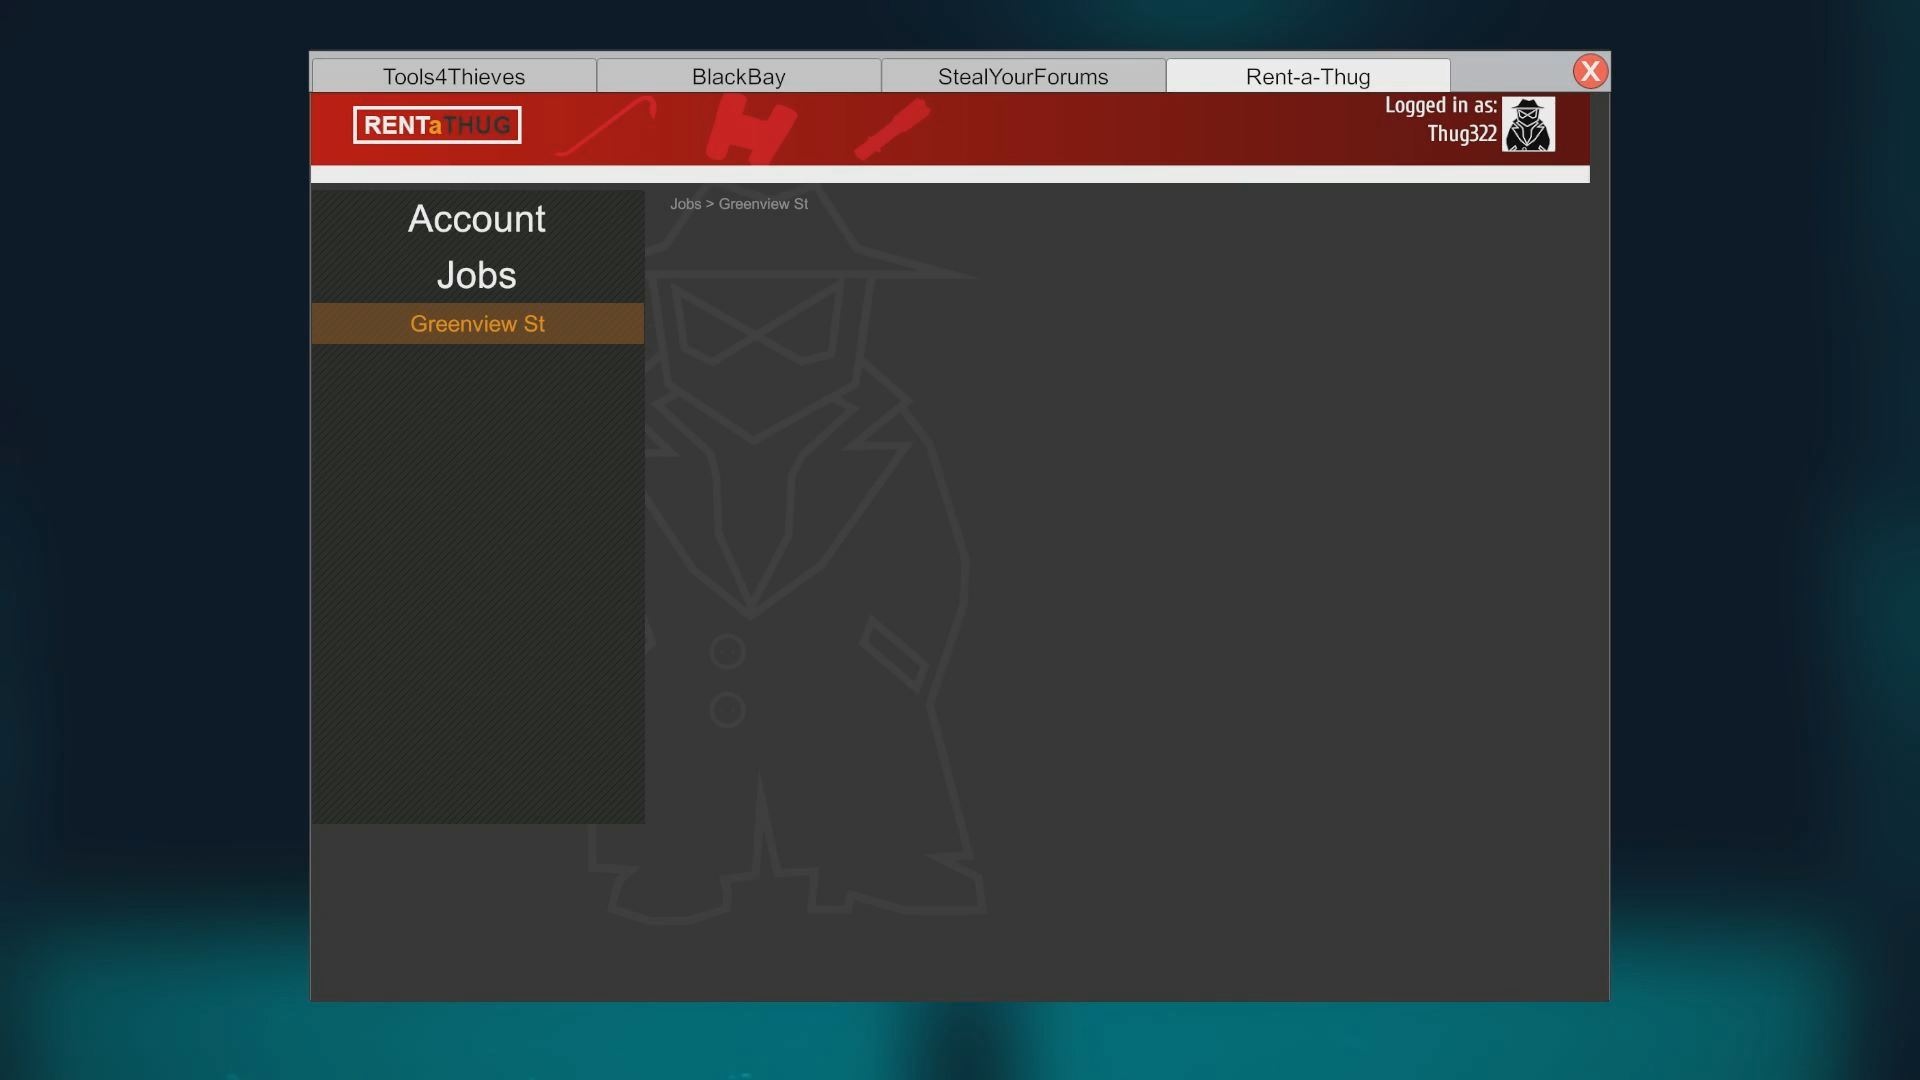 Tools4Thieves
BlackBay
StealYourForums
Rent-a-Thug
X
RENTaTHUG
Logged in as:
Thug322
Account
Jobs
Greenview St
Jobs > Greenview St